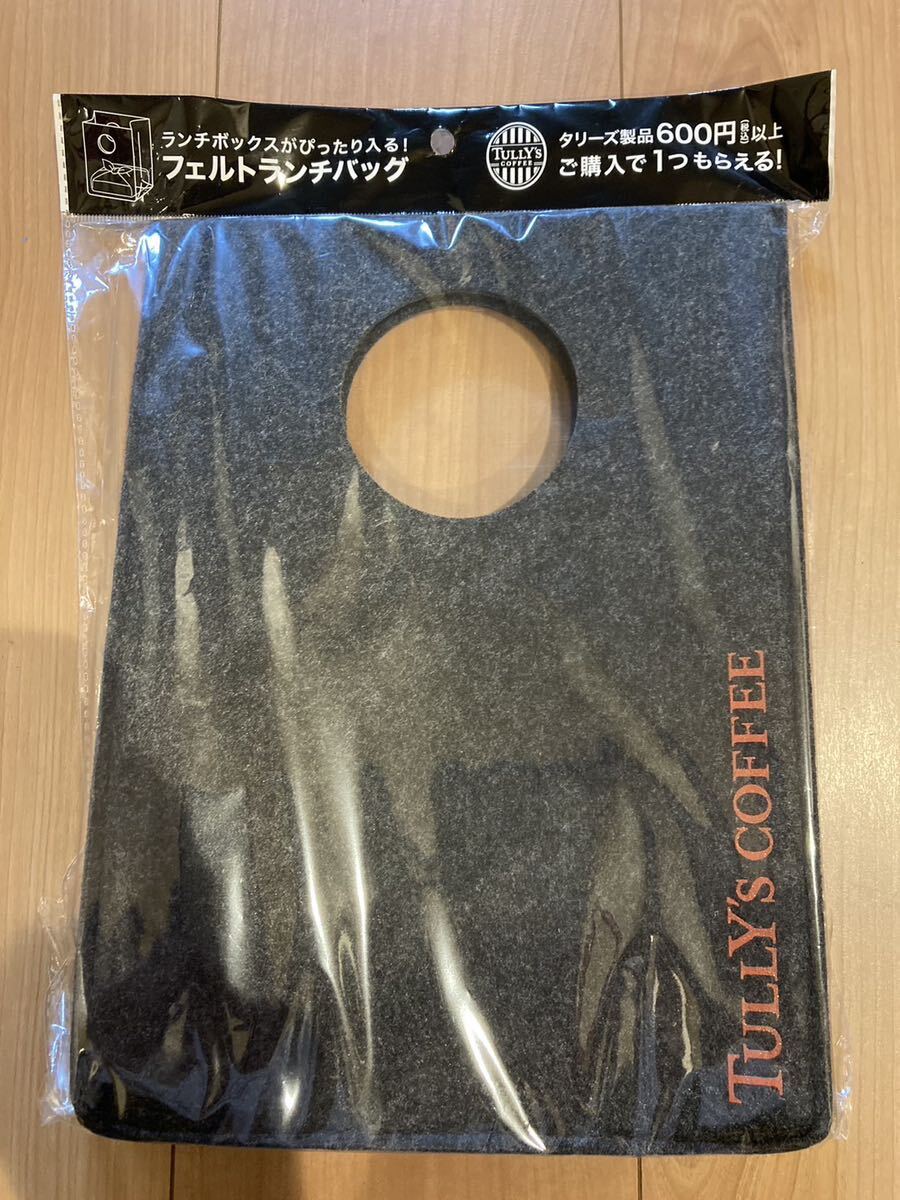 ランチボックスがぴったり入る!
フェルトランチバッグ
TULLY'S
COFFEE
タリーズ製品600円(税込)以上
ご購入で1つもらえる!
TULLY'S COFFEE